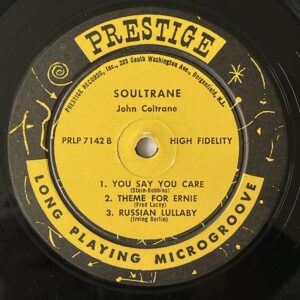 PRESTIGE
PRESTIGE RECORDS, Inc., 203 South Washington Ave., Bergenfield, N.J.
SOULTRANE
John Coltrane
PRLP 7142 B HIGH FIDELITY
1. YOU SAY YOU CARE
(Stein-Robbins)
2. THEME FOR ERNIE
(Fred Lacey)
3. RUSSIAN LULLABY
(Irving Berlin)
LONG PLAYING MICROGROOVE